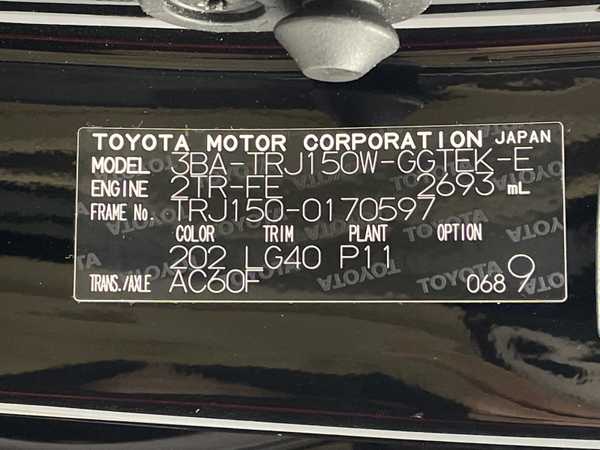 TOYOTA MOTOR CORPORATION JAPAN
MODEL 3BA-TRJ150W-GGTEK-E
ENGINE 2TR-FE 2693 mL
FRAME No. TRJ150-0170597
COLOR TRIM PLANT OPTION
202 LG40 P11
TRANS./AXLE AC60F 068 9